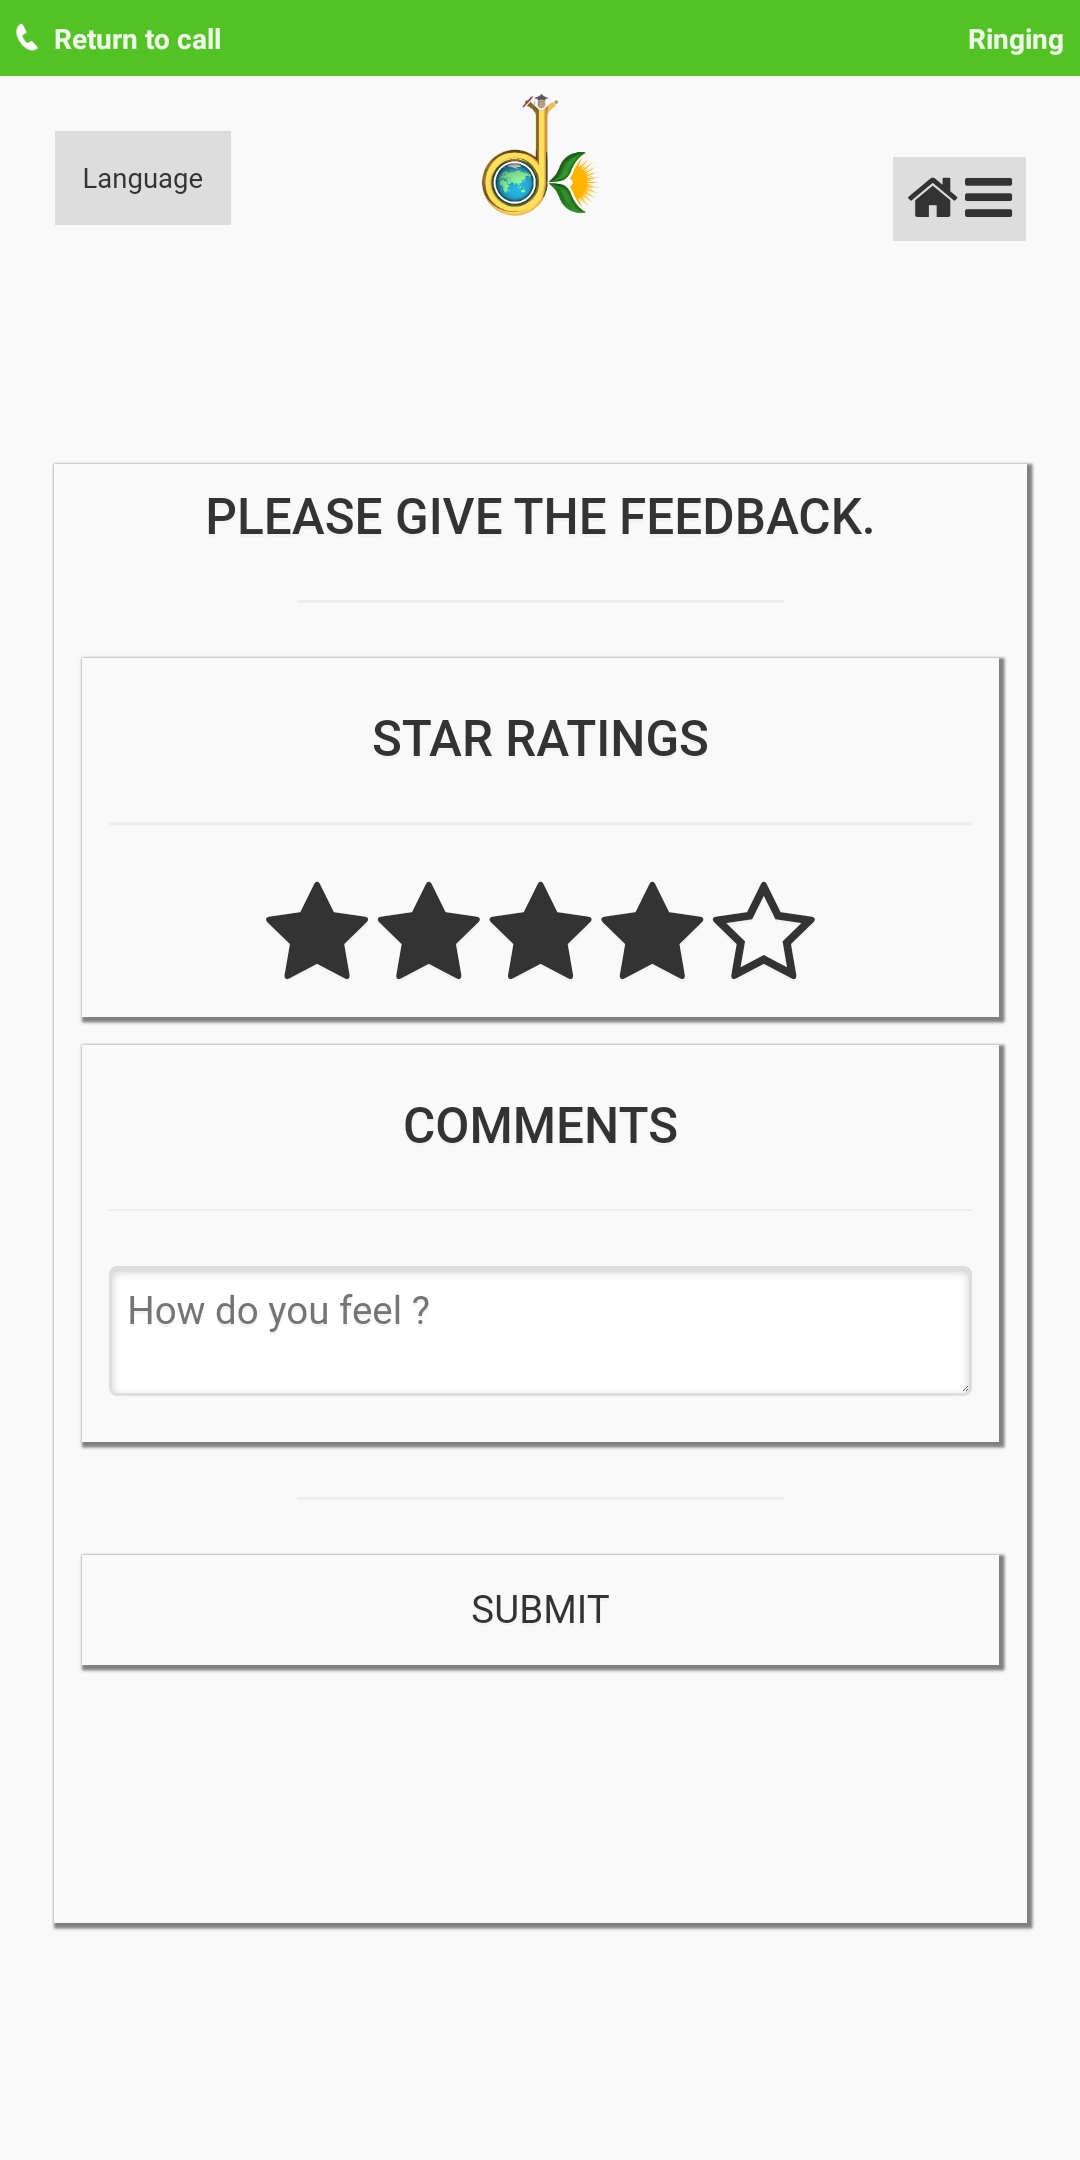 Return to call
Ringing
Language
PLEASE GIVE THE FEEDBACK.
STAR RATINGS
COMMENTS
How do you feel ?
SUBMIT